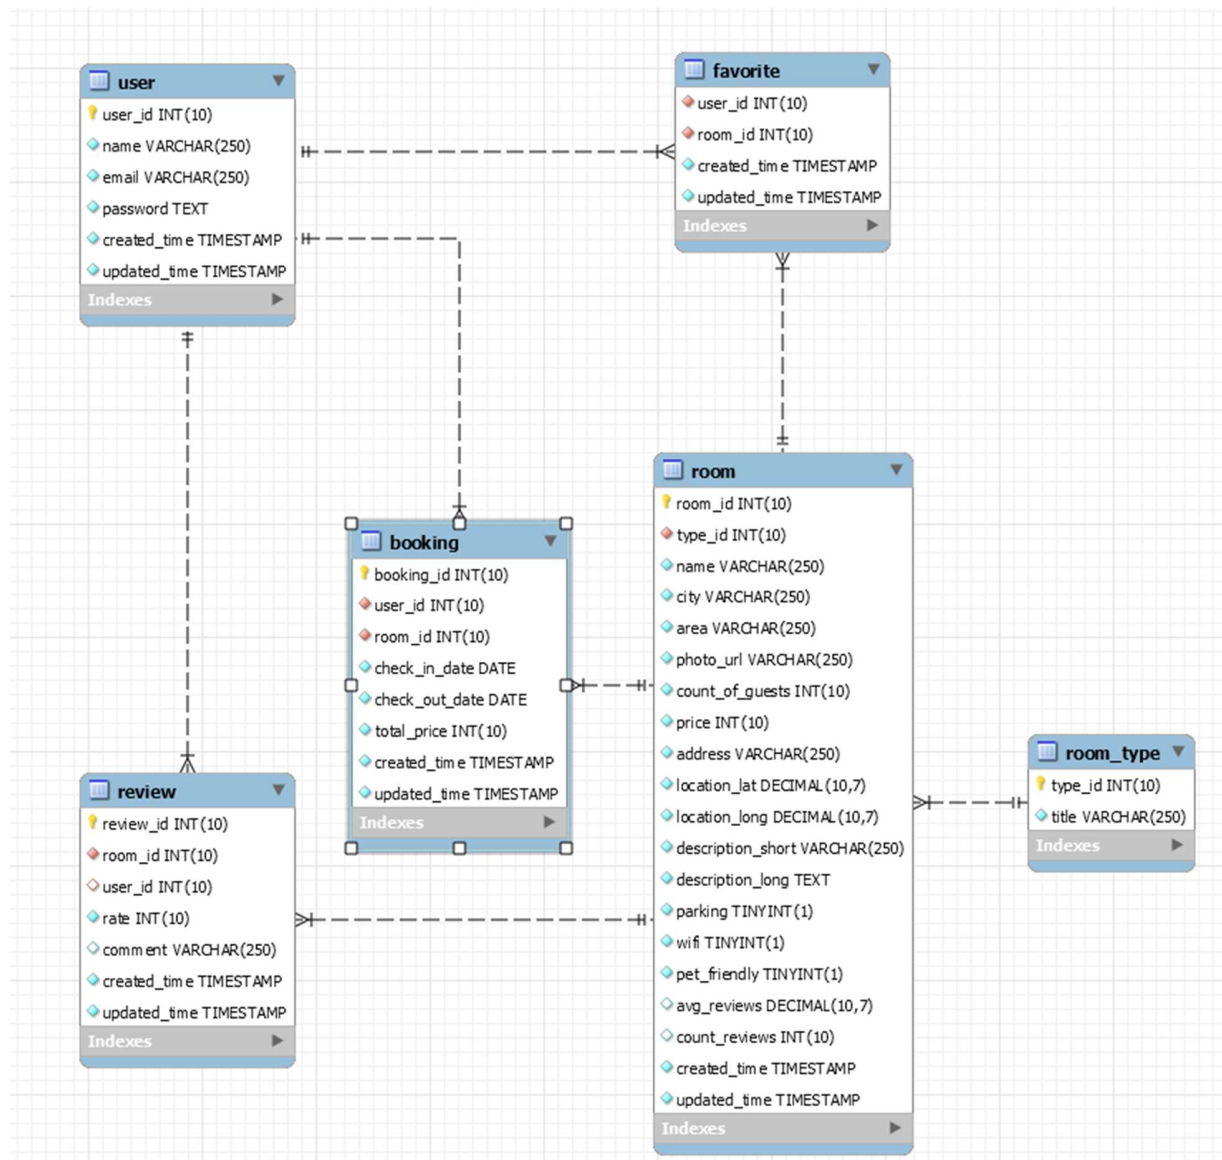 user
user_id INT(10)
name VARCHAR(250)
email VARCHAR(250)
password TEXT
created_time TIMESTAMP
updated_time TIMESTAMP
Indexes
favorite
user_id INT(10)
room_id INT(10)
created_time TIMESTAMP
updated_time TIMESTAMP
Indexes
booking
booking_id INT(10)
user_id INT(10)
room_id INT(10)
check_in_date DATE
check_out_date DATE
total_price INT(10)
created_time TIMESTAMP
updated_time TIMESTAMP
Indexes
room
room_id INT(10)
type_id INT(10)
name VARCHAR(250)
city VARCHAR(250)
area VARCHAR(250)
photo_url VARCHAR(250)
count_of_guests INT(10)
price INT(10)
address VARCHAR(250)
location_lat DECIMAL(10,7)
location_long DECIMAL(10,7)
description_short VARCHAR(250)
description_long TEXT
parking TINYINT(1)
wifi TINYINT(1)
pet_friendly TINYINT(1)
avg_reviews DECIMAL(10,7)
count_reviews INT(10)
created_time TIMESTAMP
updated_time TIMESTAMP
Indexes
room_type
type_id INT(10)
title VARCHAR(250)
Indexes
review
review_id INT(10)
room_id INT(10)
user_id INT(10)
rate INT(10)
comment VARCHAR(250)
created_time TIMESTAMP
updated_time TIMESTAMP
Indexes